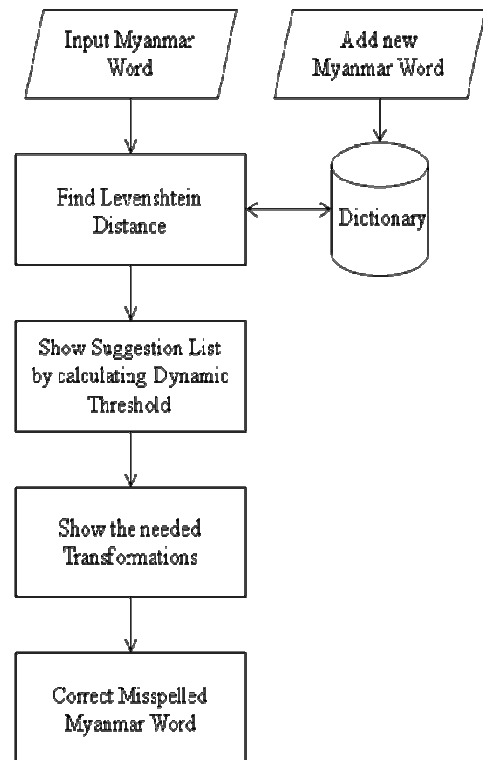 Input Myanmar
Word
Add new
Myanmar Word
Find Levenshtein
Distance
Dictionary
Show Suggestion List
by calculating Dynamic
Threshold
Show the needed
Transformations
Correct Misspelled
Myanmar Word